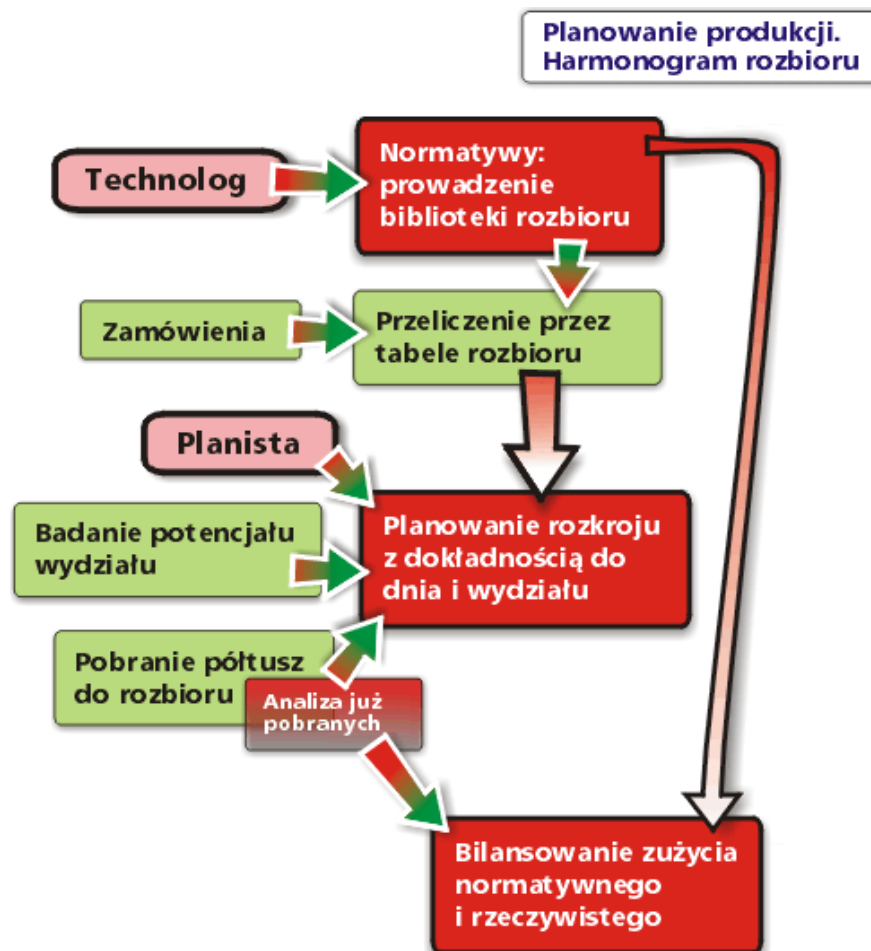 Planowanie produkcji.
Harmonogram rozbioru
Technolog
Normatywy:
prowadzenie
biblioteki rozbioru
Zamówienia
Przeliczenie przez
tabele rozbioru
Planista
Badanie potencjału
wydziału
Planowanie rozkroju
z dokładnością do
dnia i wydziału
Pobranie półtusz
do rozbioru
Analiza już
pobranych
Bilansowanie zużycia
normatywnego
i rzeczywistego